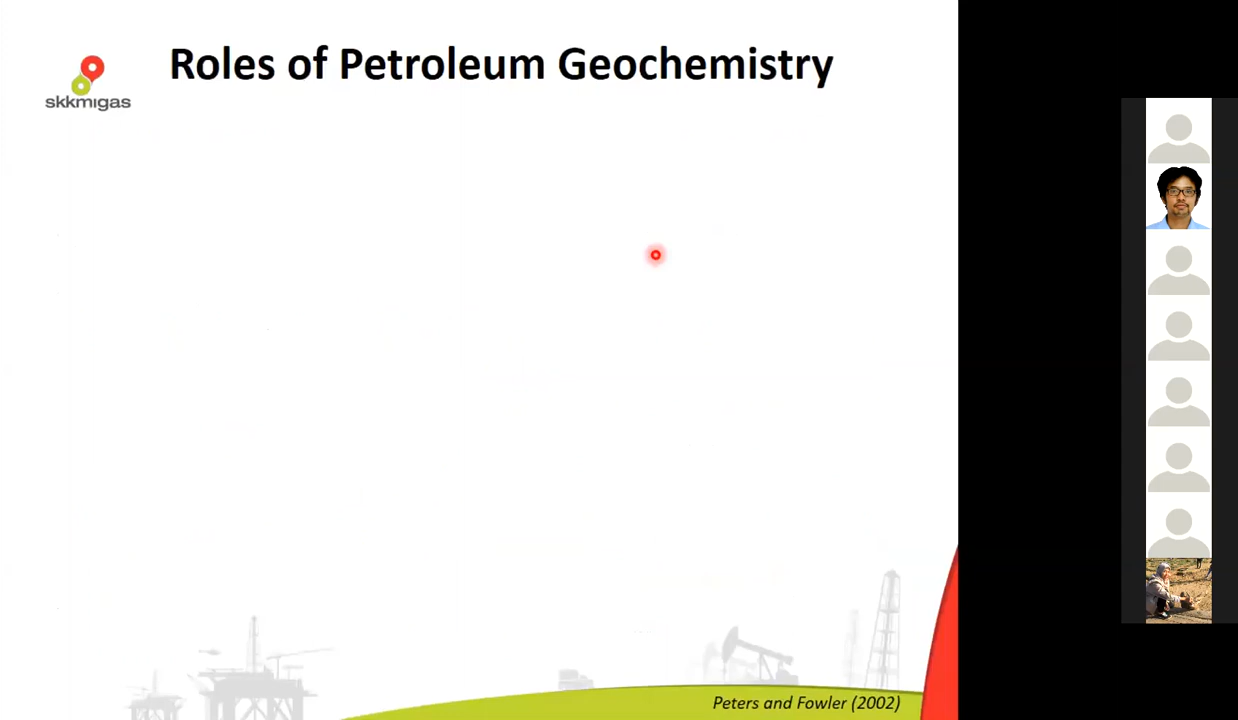 Roles of Petroleum Geochemistry
skkmigas
Peters and Fowler (2002)